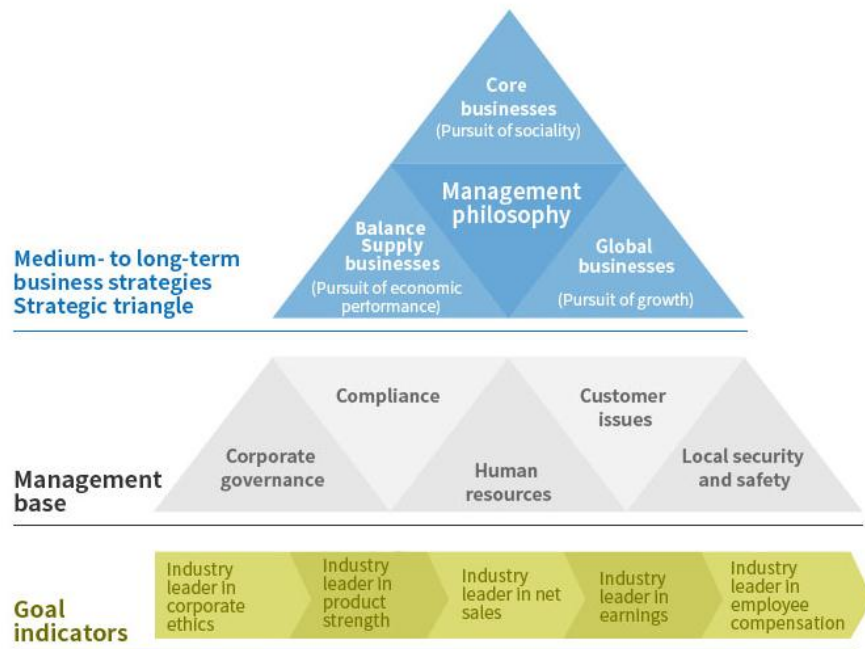 Core
businesses
(Pursuit of sociality)
Management
philosophy
Balance
Supply
businesses
(Pursuit of economic
performance)
Global
businesses
(Pursuit of growth)
Medium- to long-term
business strategies
Strategic triangle
Compliance
Customer
issues
Corporate
governance
Human
resources
Local security
and safety
Management
base
Industry
leader in
corporate
ethics
Industry
leader in
product
strength
Industry
leader in net
sales
Industry
leader in
earnings
Industry
leader in
employee
compensation
Goal
indicators